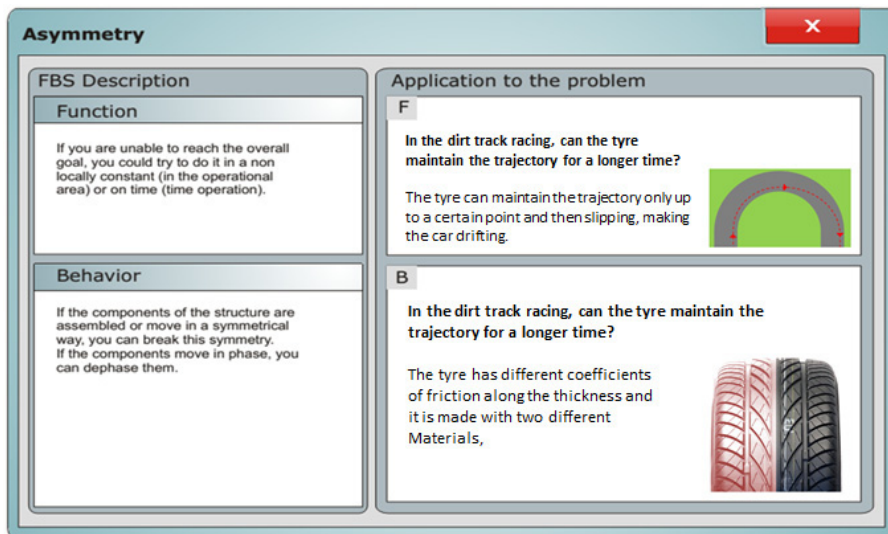 Asymmetry
X
FBS Description
Function
If you are unable to reach the overall
goal, you could try to do it in a non
locally constant (in the operational
area) or on time (time operation).
Behavior
If the components of the structure are
assembled or move in a symmetrical
way, you can break this symmetry.
If the components move in phase, you
can dephase them.
Application to the problem
F
In the dirt track racing, can the tyre
maintain the trajectory for a longer time?
The tyre can maintain the trajectory only up
to a certain point and then slipping, making
the car drifting.
B
In the dirt track racing, can the tyre maintain the
trajectory for a longer time?
The tyre has different coefficients
of friction along the thickness and
it is made with two different
Materials,